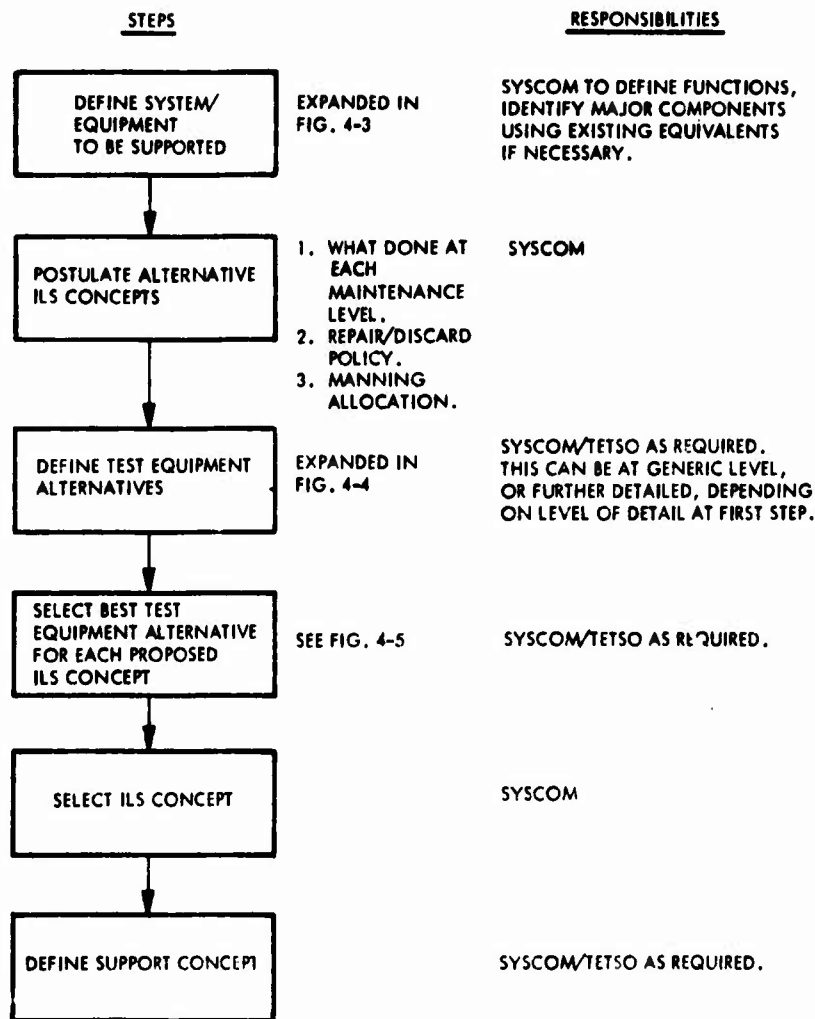 STEPS
RESPONSIBILITIES
DEFINE SYSTEM/
EQUIPMENT
TO BE SUPPORTED
EXPANDED IN
FIG. 4-3
SYSCOM TO DEFINE FUNCTIONS,
IDENTIFY MAJOR COMPONENTS
USING EXISTING EQUIVALENTS
IF NECESSARY.
POSTULATE ALTERNATIVE
ILS CONCEPTS
1. WHAT DONE AT
EACH
MAINTENANCE
LEVEL.
2. REPAIR/DISCARD
POLICY.
3. MANNING
ALLOCATION.
SYSCOM
DEFINE TEST EQUIPMENT
ALTERNATIVES
EXPANDED IN
FIG. 4-4
SYSCOM/TETSO AS REQUIRED.
THIS CAN BE AT GENERIC LEVEL,
OR FURTHER DETAILED, DEPENDING
ON LEVEL OF DETAIL AT FIRST STEP.
SELECT BEST TEST
EQUIPMENT ALTERNATIVE
FOR EACH PROPOSED
ILS CONCEPT
SEE FIG. 4-5
SYSCOM/TETSO AS REQUIRED.
SELECT ILS CONCEPT
SYSCOM
DEFINE SUPPORT CONCEPT
SYSCOM/TETSO AS REQUIRED.